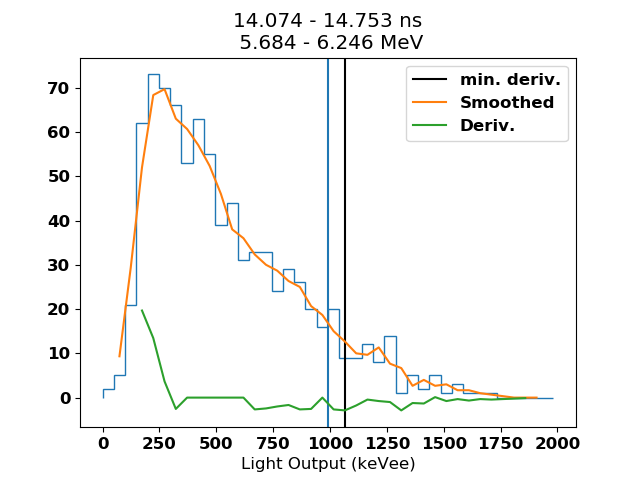 14.074 - 14.753 ns
5.684 - 6.246 MeV
min. deriv.
Smoothed
Deriv.
70
60
50
40
30
20
10
0
0 250 500 750 1000 1250 1500 1750 2000
Light Output (keVee)